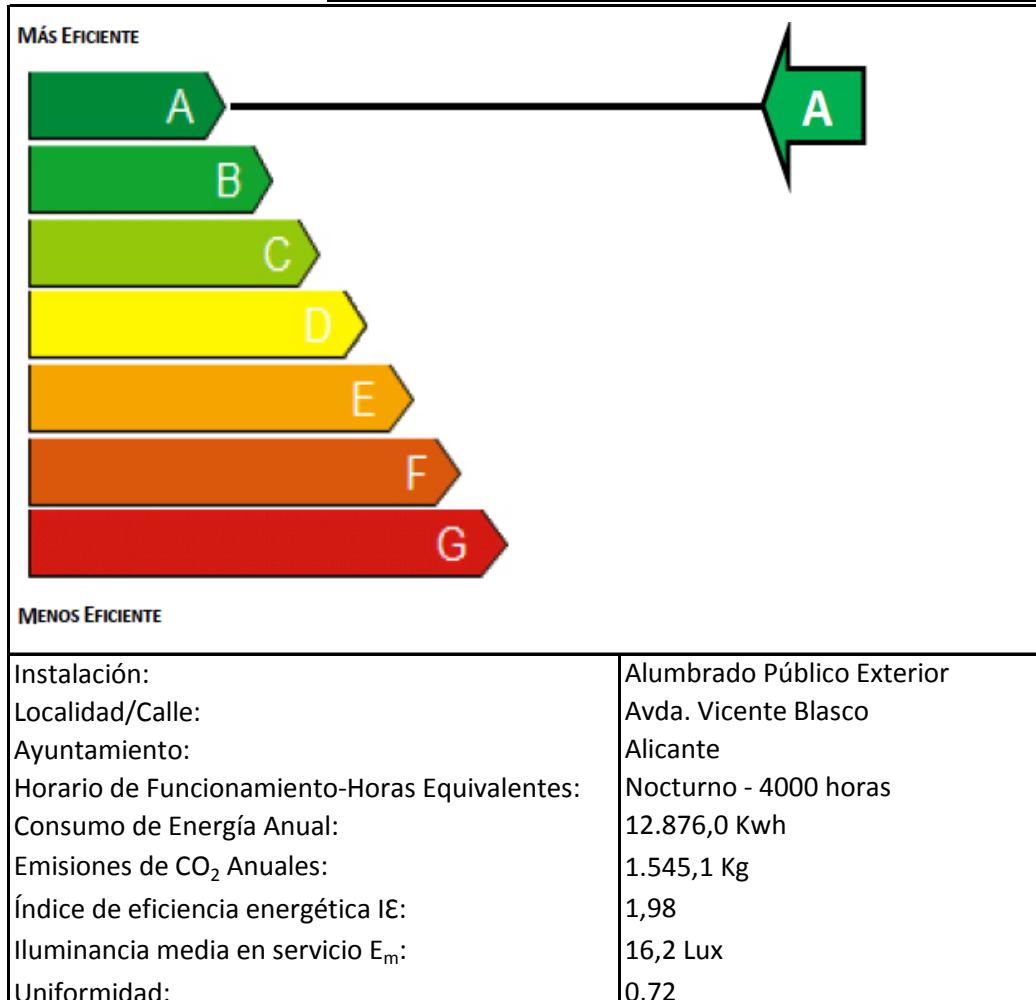 MÁS EFICIENTE
A A
B
C
D
E
F
G
MENOS EFICIENTE
Instalación: Alumbrado Público Exterior
Localidad/Calle: Avda. Vicente Blasco
Ayuntamiento: Alicante
Horario de Funcionamiento-Horas Equivalentes: Nocturno - 4000 horas
Consumo de Energía Anual: 12.876,0 Kwh
Emisiones de CO₂ Anuales: 1.545,1 Kg
Índice de eficiencia energética Iε: 1,98
Iluminancia media en servicio Eₘ: 16,2 Lux
Uniformidad: 0,72